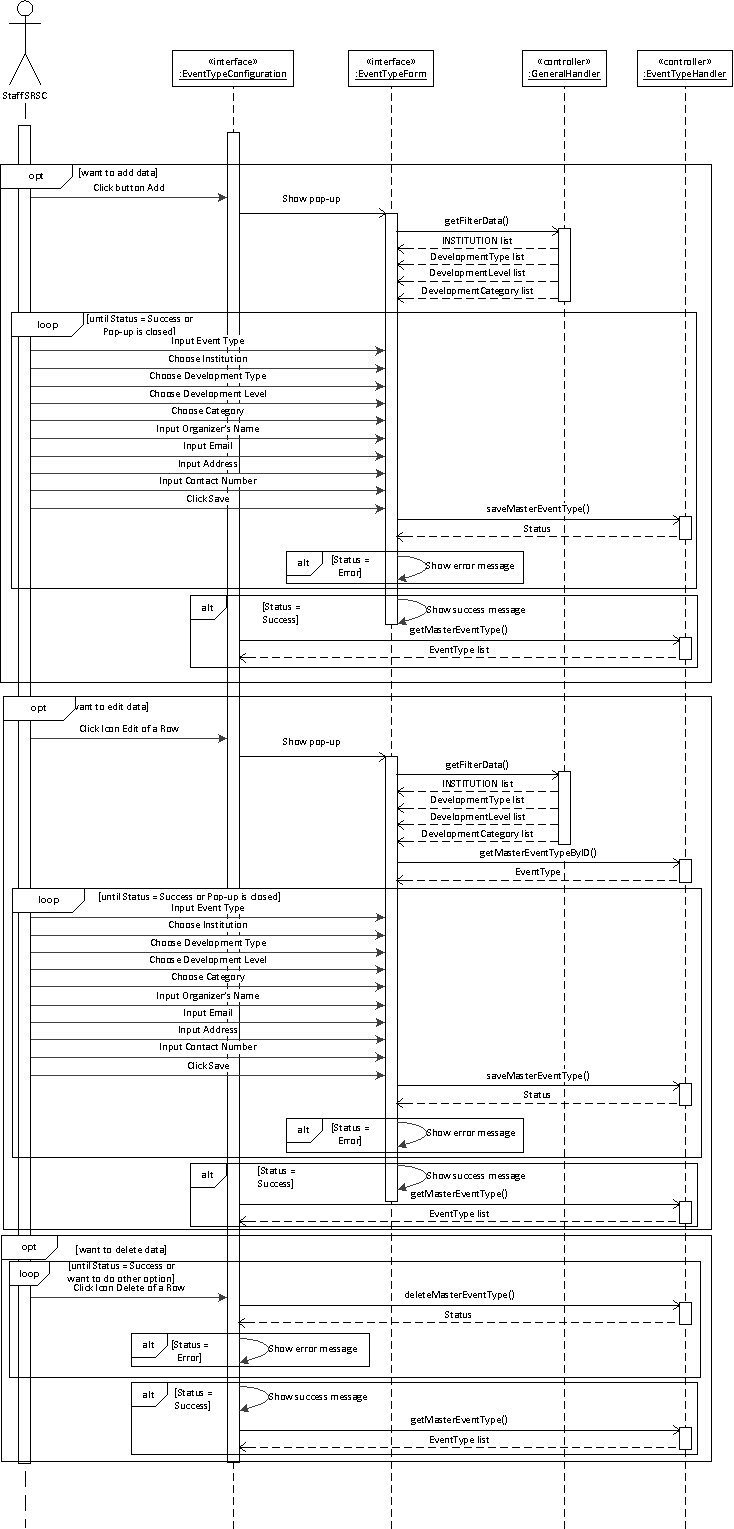 StaffSRSC
«interface»
:EventTypeConfiguration
«interface»
:EventTypeForm
«controller»
:GeneralHandler
«controller»
:EventTypeHandler
opt
[want to add data]
Click button Add
Show pop-up
getFilterData()
INSTITUTION list
DevelopmentType list
DevelopmentLevel list
DevelopmentCategory list
loop
[until Status = Success or
Pop-up is closed]
Input Event Type
Choose Institution
Choose Development Type
Choose Development Level
Choose Category
Input Organizer's Name
Input Email
Input Address
Input Contact Number
Click Save
saveMasterEventType()
Status
alt
[Status =
Error]
Show error message
alt
[Status =
Success]
Show success message
getMasterEventType()
EventType list
opt
want to edit data]
Click Icon Edit of a Row
Show pop-up
getFilterData()
INSTITUTION list
DevelopmentType list
DevelopmentLevel list
DevelopmentCategory list
getMasterEventTypeByID()
EventType
loop
[until Status = Success or Pop-up is closed]
Input Event Type
Choose Institution
Choose Development Type
Choose Development Level
Choose Category
Input Organizer's Name
Input Email
Input Address
Input Contact Number
Click Save
saveMasterEventType()
Status
alt
[Status =
Error]
Show error message
alt
[Status =
Success]
Show success message
getMasterEventType()
EventType list
opt
[want to delete data]
loop
[until Status = Success or
want to do other option]
Click Icon Delete of a Row
deleteMasterEventType()
Status
alt
[Status =
Error]
Show error message
alt
[Status =
Success]
Show success message
getMasterEventType()
EventType list